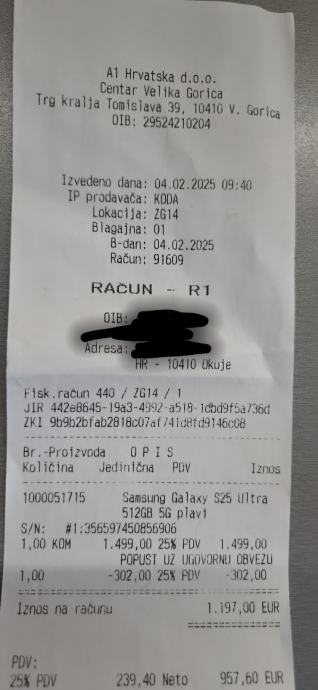 A1 Hrvatska d.o.o.
Centar Velika Gorica
Trg kralja Tomislava 39, 10410 V. Gorica
OIB: 29524210204
Izvedeno dana: 04.02.2025 09:40
IP prodavača: KODA
Lokacija: ZG14
Blagajna: 01
B-dan: 04.02.2025
Račun: 91609
RAČUN - R1
OIB:
Adresa:
HR - 10410 Okuje
Fisk.račun 440 / ZG14 / 1
JIR 442e8645-19a3-4992-a518-1dbd9f5a736d
ZKI 9b9b2bfab2818c07af741d8fd9146c08
Br.-Proizvoda O P I S
Količina Jedinična PDV Iznos
1000051715 Samsung Galaxy S25 Ultra
512GB 5G plavi
S/N: #1:356597450856906
1,00 KOM 1.499,00 25% PDV 1.499,00
POPUST UZ UGOVORNU OBVEZU
1,00 -302,00 25% PDV -302,00
Iznos na računu 1.197,00 EUR
PDV:
25% PDV 239,40 Neto 957,60 EUR